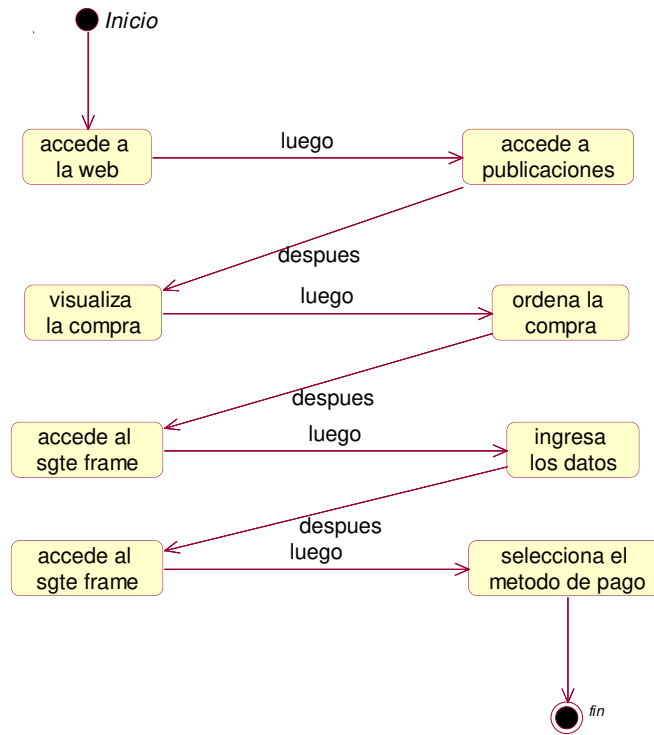 Inicio
accede a
la web
luego
accede a
publicaciones
despues
visualiza
la compra
luego
ordena la
compra
despues
accede al
sgte frame
luego
ingresa
los datos
despues
accede al
sgte frame
luego
selecciona el
metodo de pago
fin